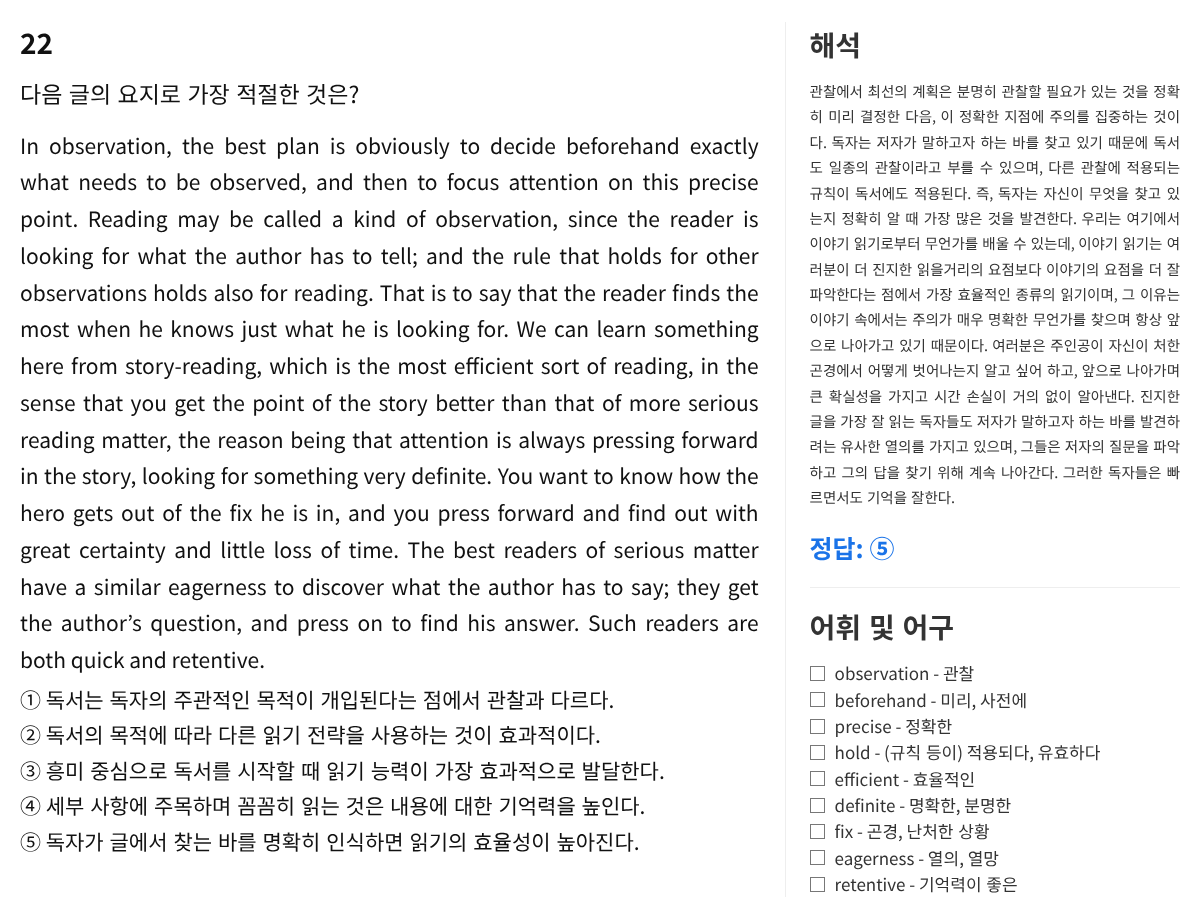 22
다음 글의 요지로 가장 적절한 것은?
In observation, the best plan is obviously to decide beforehand exactly
what needs to be observed, and then to focus attention on this precise
point. Reading may be called a kind of observation, since the reader is
looking for what the author has to tell; and the rule that holds for other
observations holds also for reading. That is to say that the reader finds the
most when he knows just what he is looking for. We can learn something
here from story-reading, which is the most efficient sort of reading, in the
sense that you get the point of the story better than that of more serious
reading matter, the reason being that attention is always pressing forward
in the story, looking for something very definite. You want to know how the
hero gets out of the fix he is in, and you press forward and find out with
great certainty and little loss of time. The best readers of serious matter
have a similar eagerness to discover what the author has to say; they get
the author’s question, and press on to find his answer. Such readers are
both quick and retentive.
① 독서는 독자의 주관적인 목적이 개입된다는 점에서 관찰과 다르다.
② 독서의 목적에 따라 다른 읽기 전략을 사용하는 것이 효과적이다.
③ 흥미 중심으로 독서를 시작할 때 읽기 능력이 가장 효과적으로 발달한다.
④ 세부 사항에 주목하며 꼼꼼히 읽는 것은 내용에 대한 기억력을 높인다.
⑤ 독자가 글에서 찾는 바를 명확히 인식하면 읽기의 효율성이 높아진다.
해석
관찰에서 최선의 계획은 분명히 관찰할 필요가 있는 것을 정확
히 미리 결정한 다음, 이 정확한 지점에 주의를 집중하는 것이
다. 독자는 저자가 말하고자 하는 바를 찾고 있기 때문에 독서
도 일종의 관찰이라고 부를 수 있으며, 다른 관찰에 적용되는
규칙이 독서에도 적용된다. 즉, 독자는 자신이 무엇을 찾고 있
는지 정확히 알 때 가장 많은 것을 발견한다. 우리는 여기에서
이야기 읽기로부터 무언가를 배울 수 있는데, 이야기 읽기는 여
러분이 더 진지한 읽을거리의 요점보다 이야기의 요점을 더 잘
파악한다는 점에서 가장 효율적인 종류의 읽기이며, 그 이유는
이야기 속에서는 주의가 매우 명확한 무언가를 찾으며 항상 앞
으로 나아가고 있기 때문이다. 여러분은 주인공이 자신이 처한
곤경에서 어떻게 벗어나는지 알고 싶어 하고, 앞으로 나아가며
큰 확실성을 가지고 시간 손실이 거의 없이 알아낸다. 진지한
글을 가장 잘 읽는 독자들도 저자가 말하고자 하는 바를 발견하
려는 유사한 열의를 가지고 있으며, 그들은 저자의 질문을 파악
하고 그의 답을 찾기 위해 계속 나아간다. 그러한 독자들은 빠
르면서도 기억을 잘한다.
정답: ⑤
어휘 및 어구
observation - 관찰
beforehand - 미리, 사전에
precise - 정확한
hold - (규칙 등이) 적용되다, 유효하다
efficient - 효율적인
definite - 명확한, 분명한
fix - 곤경, 난처한 상황
eagerness - 열의, 열망
retentive - 기억력이 좋은